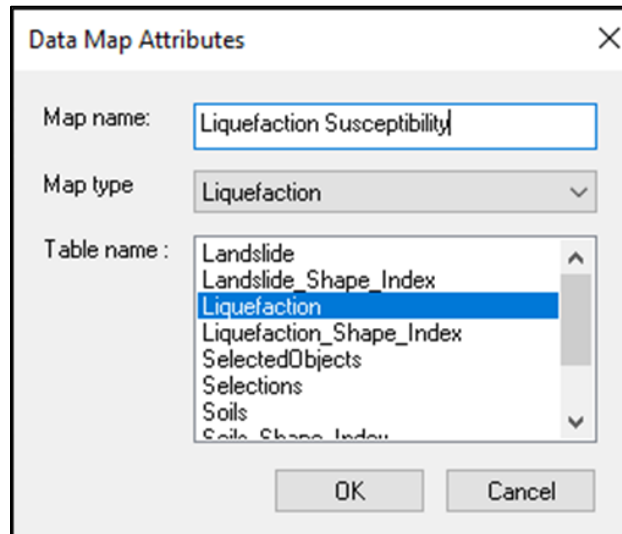 Data Map Attributes
Map name:
Liquefaction Susceptibility
Map type
Liquefaction
Table name :
Landslide
Landslide_Shape_Index
Liquefaction
Liquefaction_Shape_Index
SelectedObjects
Selections
Soils
Soils_Shape_Index
OK
Cancel